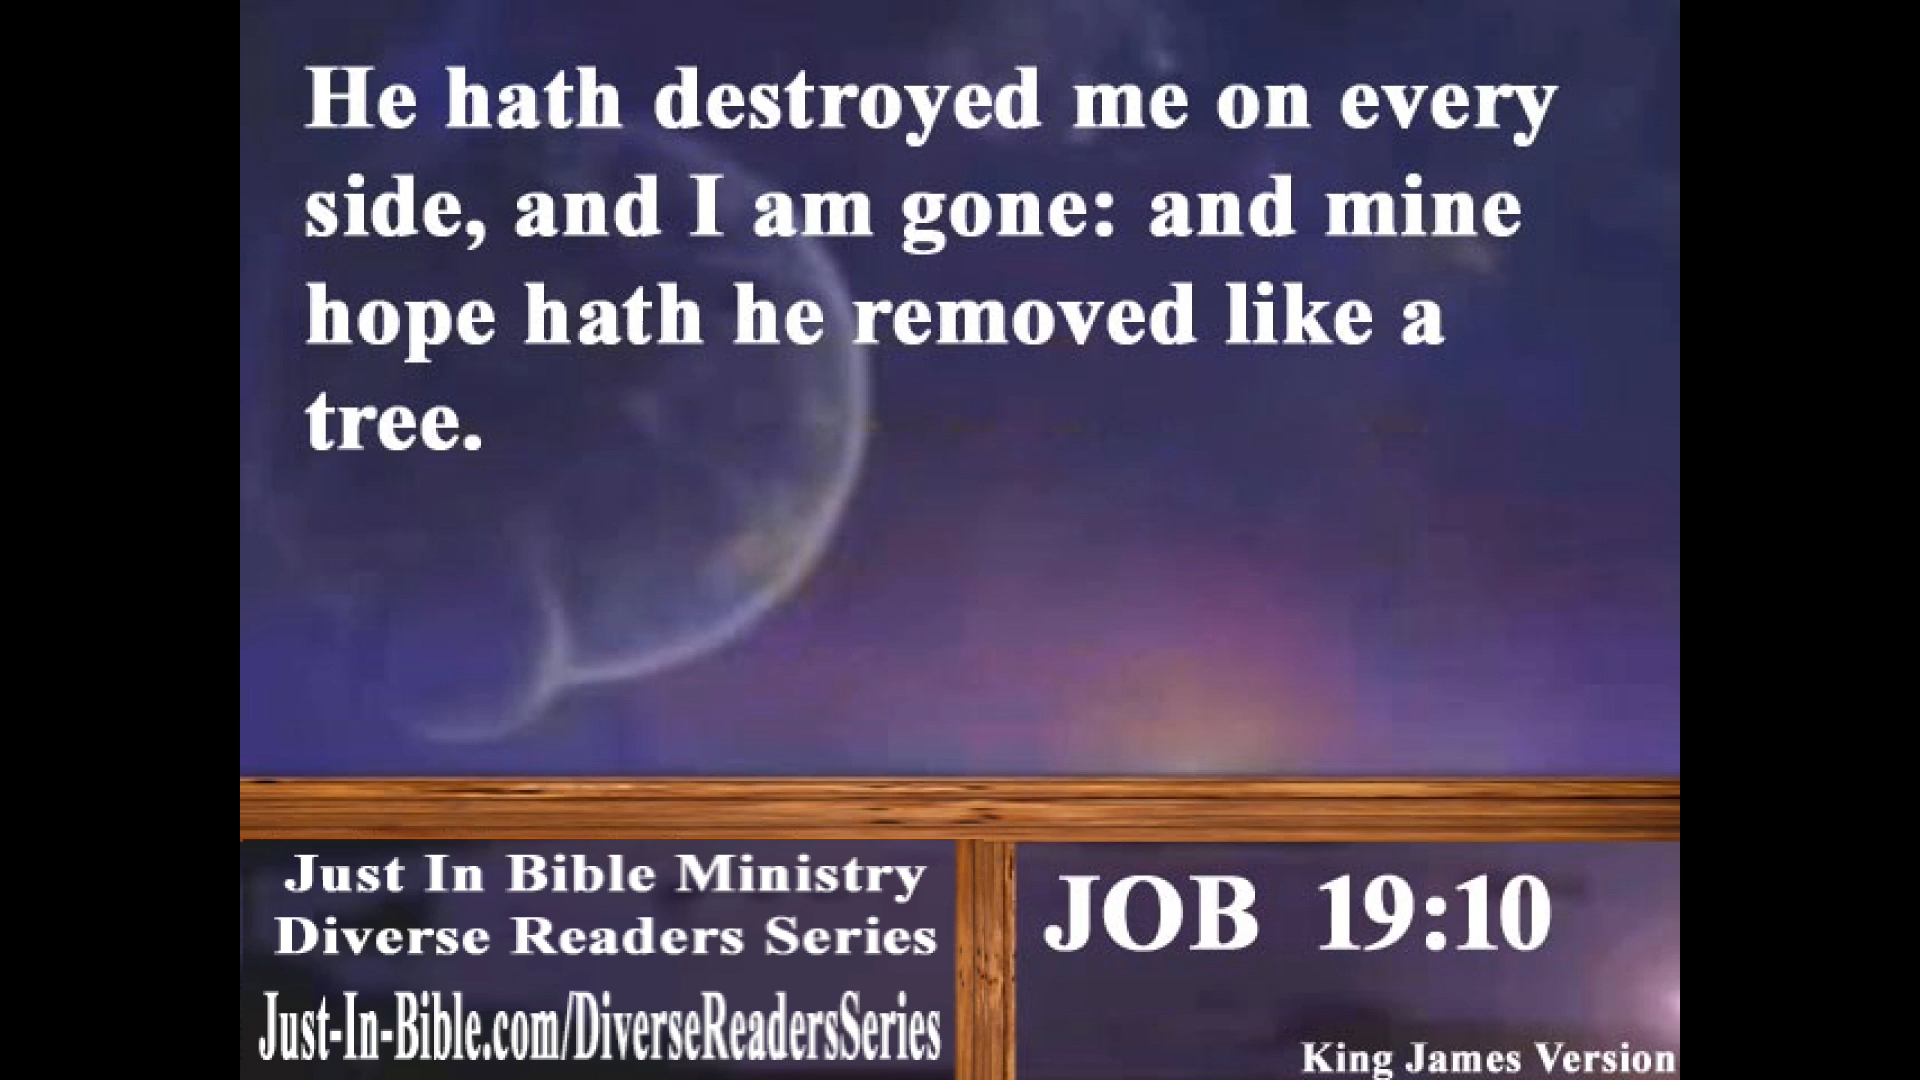 He hath destroyed me on every
side, and I am gone: and mine
hope hath he removed like a
tree.
Just In Bible Ministry
Diverse Readers Series
Just-In-Bible.com/DiverseReadersSeries
JOB 19:10
King James Version